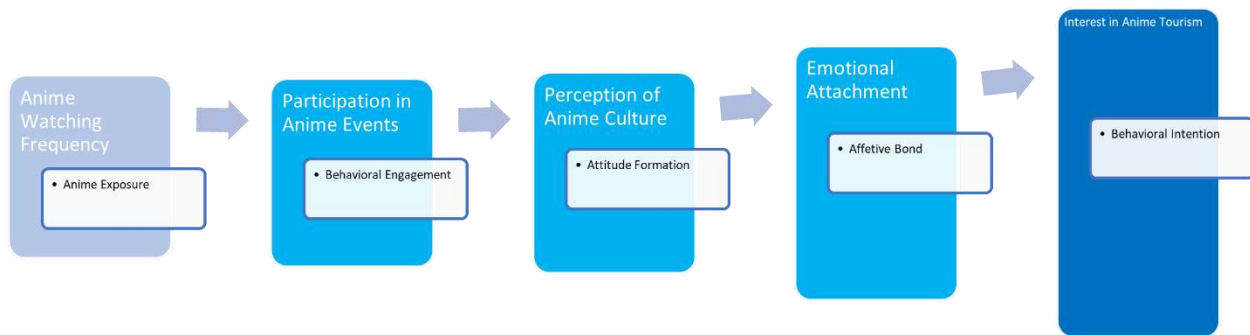 Anime
Watching
Frequency
• Anime Exposure
Participation in
Anime Events
• Behavioral Engagement
Perception of
Anime Culture
• Attitude Formation
Emotional
Attachment
• Affetive Bond
Interest in Anime Tourism
• Behavioral Intention